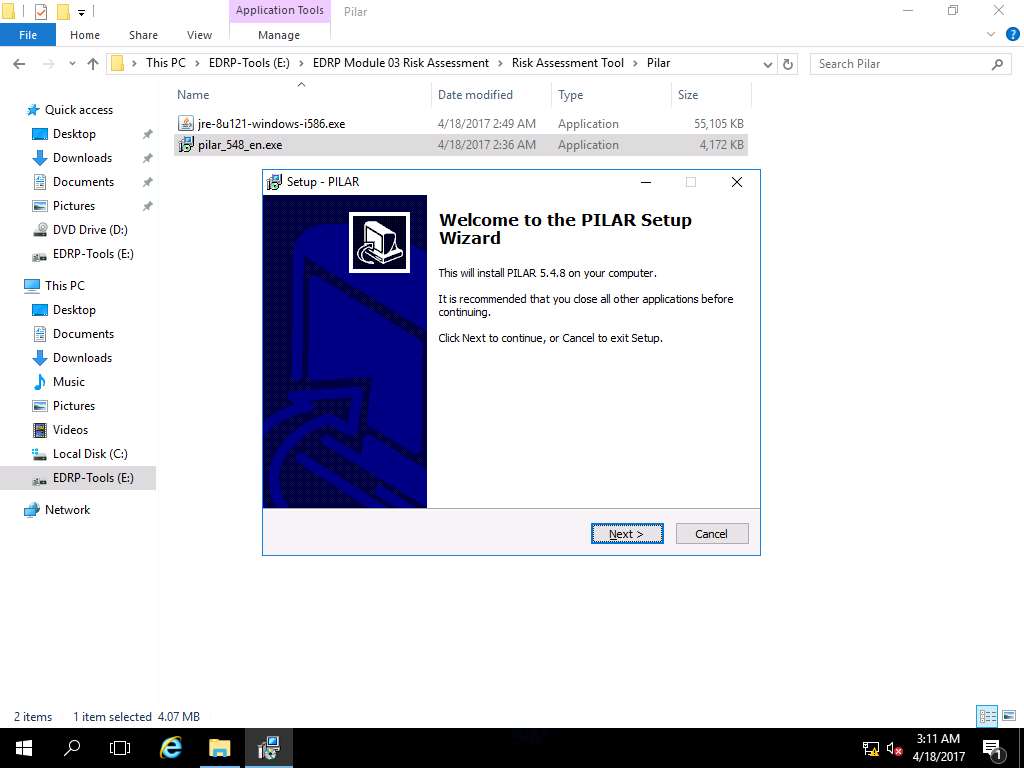 Application Tools
Pilar
File
Home
Share
View
Manage
This PC
EDRP-Tools (E:)
EDRP Module 03 Risk Assessment
Risk Assessment Tool
Pilar
Search Pilar
Name
Date modified
Type
Size
jre-8u121-windows-i586.exe
4/18/2017 2:49 AM
Application
55,105 KB
pilar_548_en.exe
4/18/2017 2:36 AM
Application
4,172 KB
Quick access
Desktop
Downloads
Documents
Pictures
DVD Drive (D:)
EDRP-Tools (E:)
This PC
Desktop
Documents
Downloads
Music
Pictures
Videos
Local Disk (C:)
EDRP-Tools (E:)
Network
Setup - PILAR
Welcome to the PILAR Setup
Wizard
This will install PILAR 5.4.8 on your computer.
It is recommended that you close all other applications before
continuing.
Click Next to continue, or Cancel to exit Setup.
Next >
Cancel
2 items
1 item selected 4.07 MB
3:11 AM
4/18/2017
1